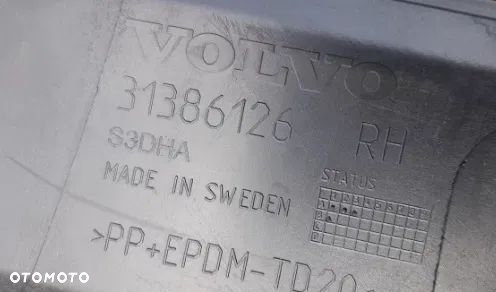 VOLVO
31386126 RH
S3DHA
MADE IN SWEDEN
STATUS
>PP+EPDM-TD20
OTOMOTO